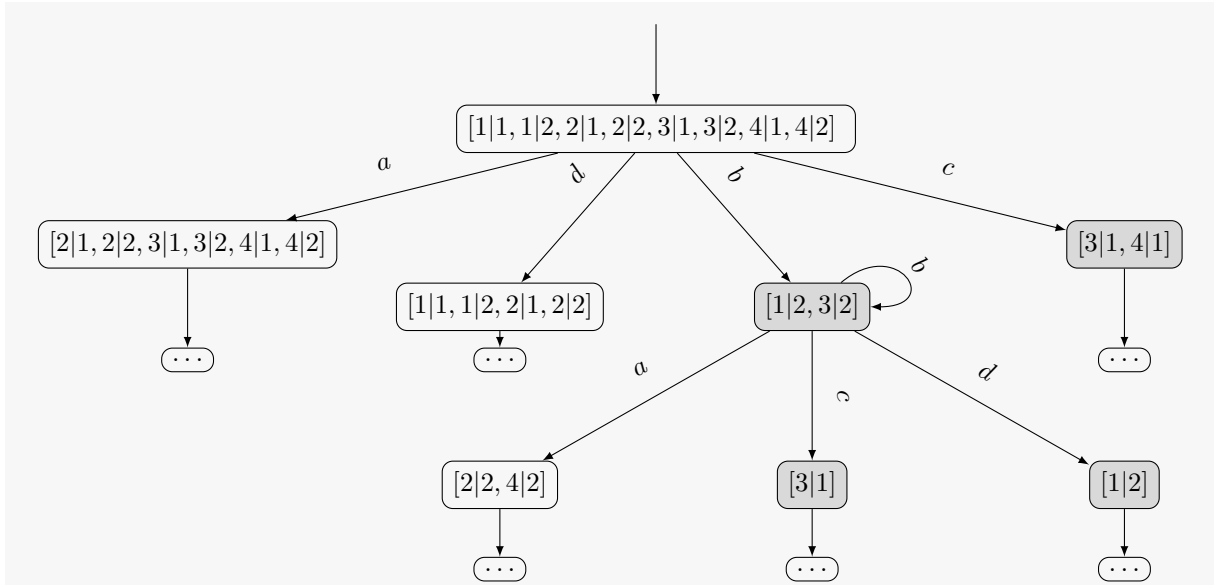 [1|1, 1|2, 2|1, 2|2, 3|1, 3|2, 4|1, 4|2]
a
d
b
c
[2|1, 2|2, 3|1, 3|2, 4|1, 4|2]
[3|1, 4|1]
b
[1|1, 1|2, 2|1, 2|2]
[1|2, 3|2]
···
···
···
a
c
d
[2|2, 4|2]
[3|1]
[1|2]
···
···
···